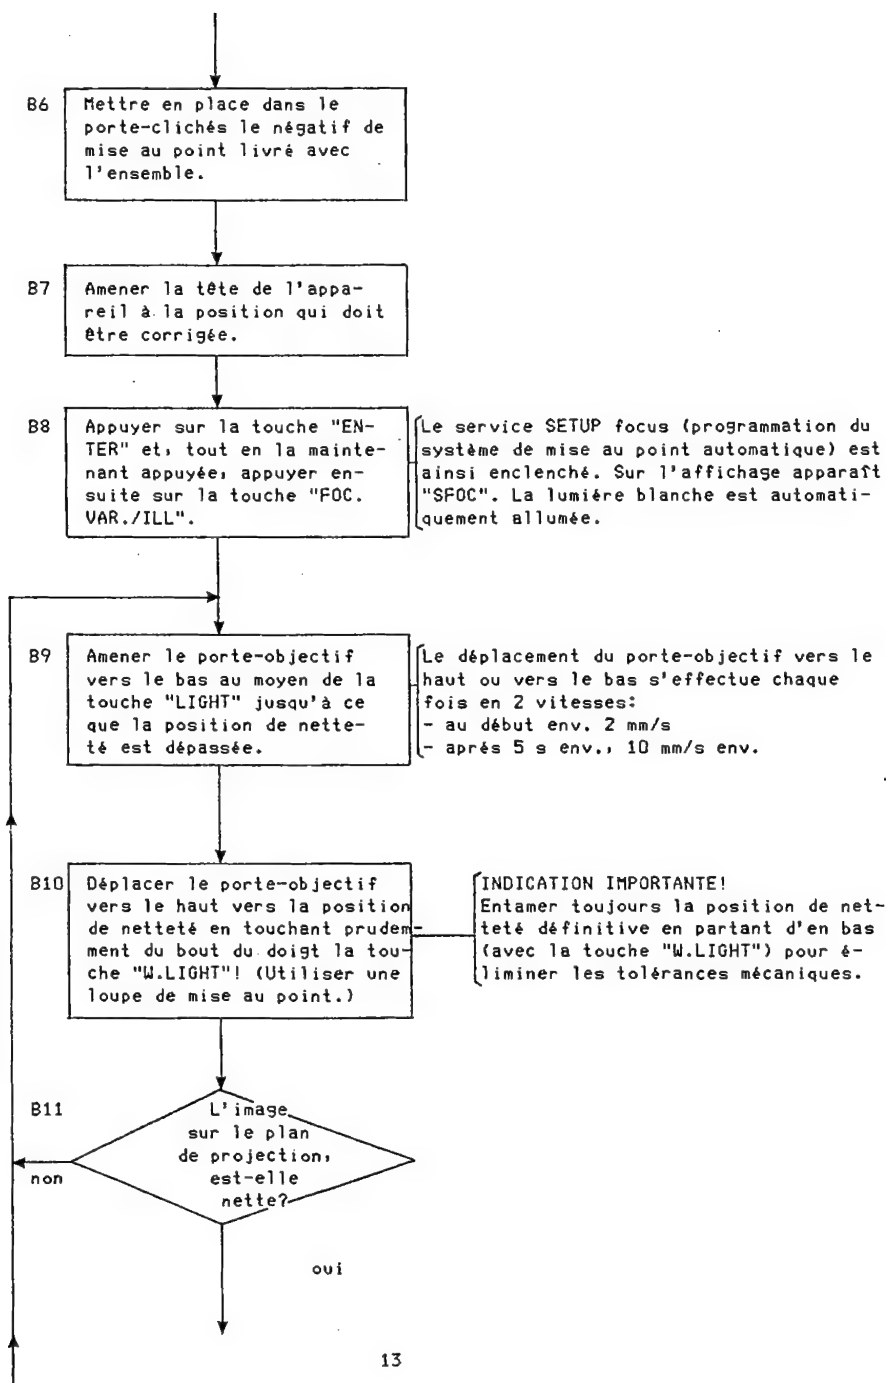 B6
Mettre en place dans le
porte-clichés le négatif de
mise au point livré avec
l'ensemble.
B7
Amener la tête de l'appa-
reil à la position qui doit
être corrigée.
B8
Appuyer sur la touche "EN-
TER" et, tout en la mainte-
nant appuyée, appuyer en-
suite sur la touche "FOC.
VAR./ILL".
Le service SETUP focus (programmation du
système de mise au point automatique) est
ainsi enclenché. Sur l'affichage apparaît
"SFOC". La lumiére blanche est automati-
quement allumée.
B9
Amener le porte-objectif
vers le bas au moyen de la
touche "LIGHT" jusqu'à ce
que la position de nette-
té est dépassée.
Le déplacement du porte-objectif vers le
haut ou vers le bas s'effectue chaque
fois en 2 vitesses:
- au début env. 2 mm/s
- aprés 5 s env., 10 mm/s env.
B10
Déplacer le porte-objectif
vers le haut vers la position
de netteté en touchant prudem-
ment du bout du doigt la tou-
che "W.LIGHT"! (Utiliser une
loupe de mise au point.)
INDICATION IMPORTANTE!
Entamer toujours la position de net-
teté définitive en partant d'en bas
(avec la touche "W.LIGHT") pour é-
liminer les tolérances mécaniques.
B11
L'image
sur le plan
de projection,
est-elle
nette?
non
oui
13